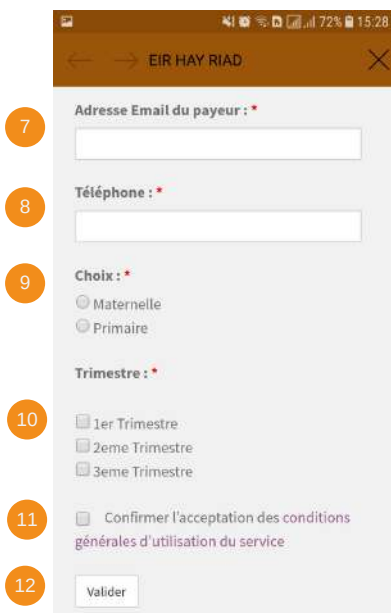 72% 15:28
EIR HAY RIAD
7
Adresse Email du payeur : *
8
Téléphone : *
9
Choix : *
Maternelle
Primaire
Trimestre : *
10
1er Trimestre
2eme Trimestre
3eme Trimestre
11
Confirmer l'acceptation des conditions
générales d'utilisation du service
12
Valider